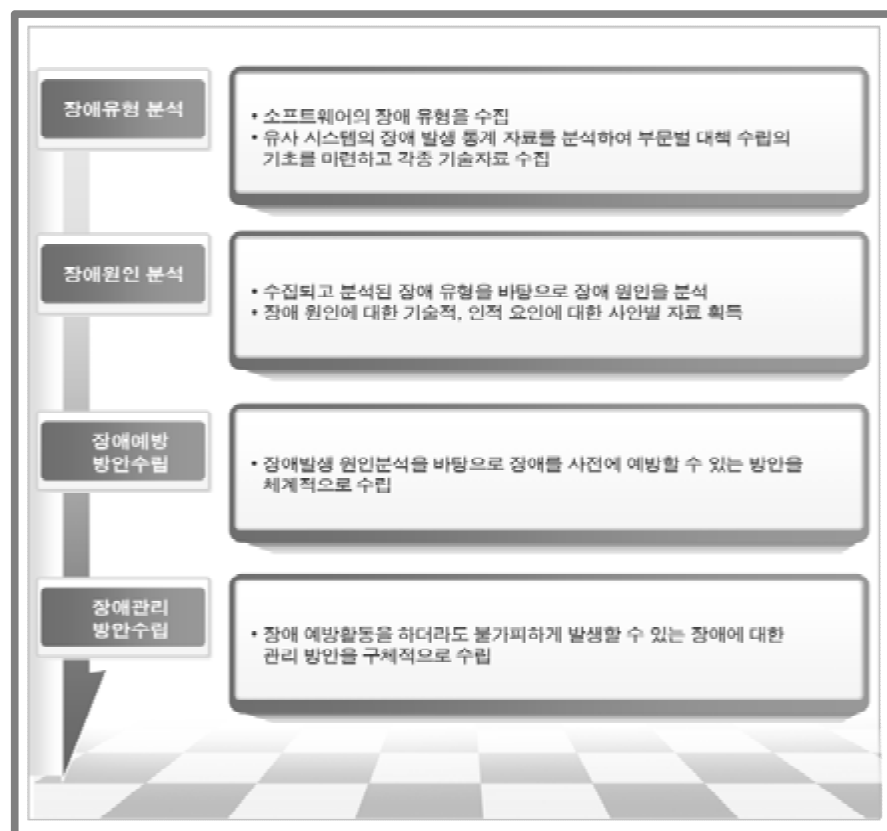 장애유형 분석
• 소프트웨어의 장애 유형을 수집
• 유사 시스템의 장애 발생 통계 자료를 분석하여 부문별 대책 수립의
기초를 마련하고 각종 기술자료 수집
장애원인 분석
• 수집되고 분석된 장애 유형을 바탕으로 장애 원인을 분석
• 장애 원인에 대한 기술적, 인적 요인에 대한 사안별 자료 획득
장애예방
방안수립
• 장애발생 원인분석을 바탕으로 장애를 사전에 예방할 수 있는 방안을
체계적으로 수립
장애관리
방안수립
• 장애 예방활동을 하더라도 불가피하게 발생할 수 있는 장애에 대한
관리 방안을 구체적으로 수립